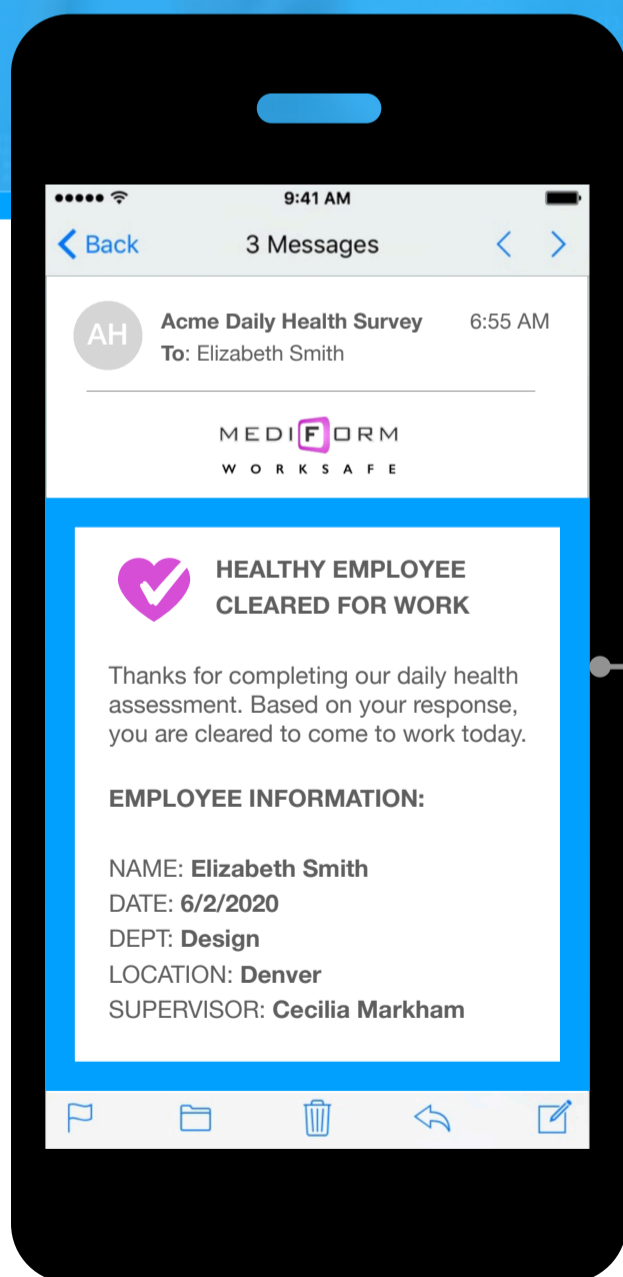 9:41 AM
Back 3 Messages
AH
Acme Daily Health Survey 6:55 AM
To: Elizabeth Smith
MEDIFORM
WORKSAFE
HEALTHY EMPLOYEE
CLEARED FOR WORK
Thanks for completing our daily health
assessment. Based on your response,
you are cleared to come to work today.
EMPLOYEE INFORMATION:
NAME: Elizabeth Smith
DATE: 6/2/2020
DEPT: Design
LOCATION: Denver
SUPERVISOR: Cecilia Markham